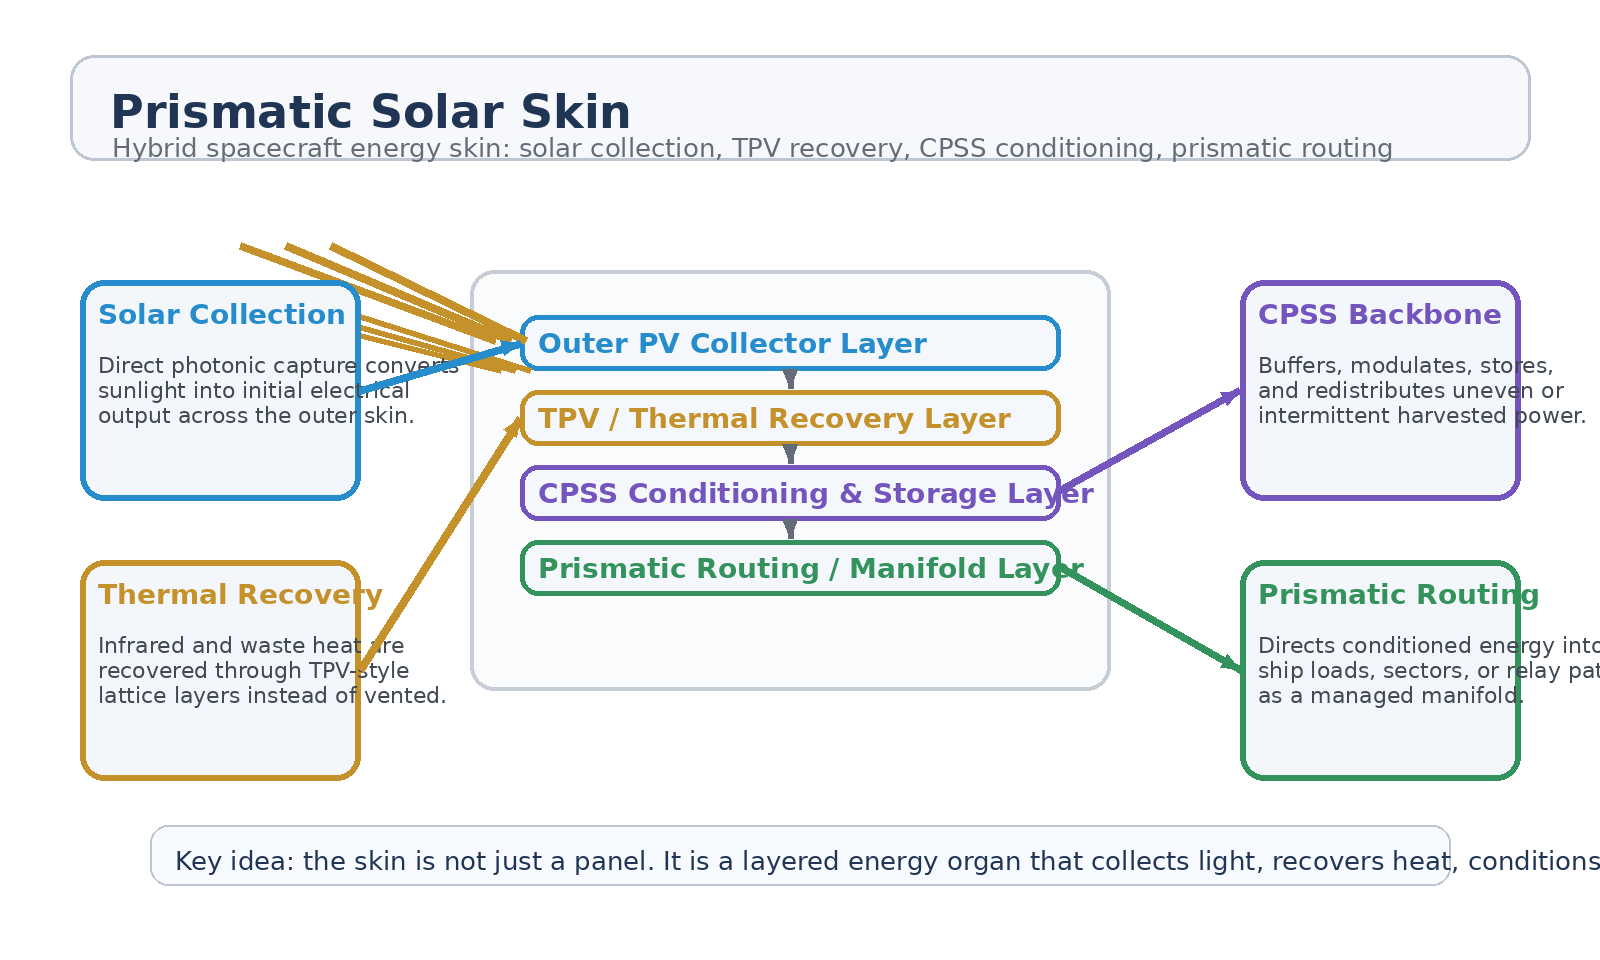 Prismatic Solar Skin
Hybrid spacecraft energy skin: solar collection, TPV recovery, CPSS conditioning, prismatic routing
Solar Collection
Direct photonic capture converts
sunlight into initial electrical
output across the outer skin.
Thermal Recovery
Infrared and waste heat are
recovered through TPV-style
lattice layers instead of vented.
Outer PV Collector Layer
TPV / Thermal Recovery Layer
CPSS Conditioning & Storage Layer
Prismatic Routing / Manifold Layer
CPSS Backbone
Buffers, modulates, stores,
and redistributes uneven or
intermittent harvested power.
Prismatic Routing
Directs conditioned energy into
ship loads, sectors, or relay
as a managed manifold.
Key idea: the skin is not just a panel. It is a layered energy organ that collects light, recovers heat, conditions